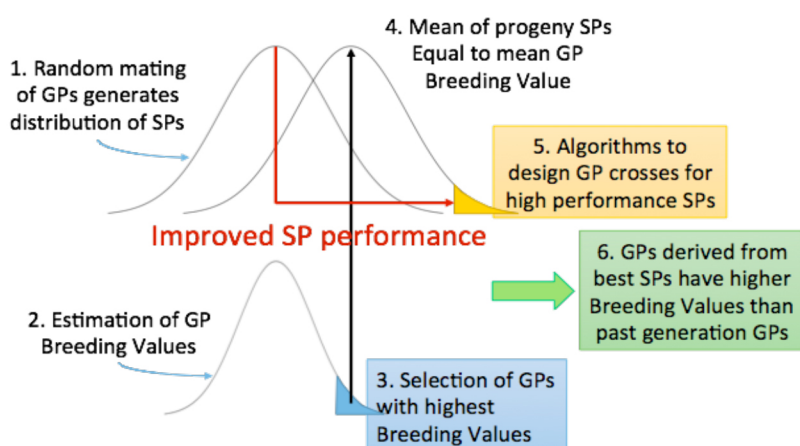 1. Random mating
of GPs generates
distribution of SPs
4. Mean of progeny SPs
Equal to mean GP
Breeding Value
5. Algorithms to
design GP crosses for
high performance SPs
Improved SP performance
6. GPs derived from
best SPs have higher
Breeding Values than
past generation GPs
2. Estimation of GP
Breeding Values
3. Selection of GPs
with highest
Breeding Values